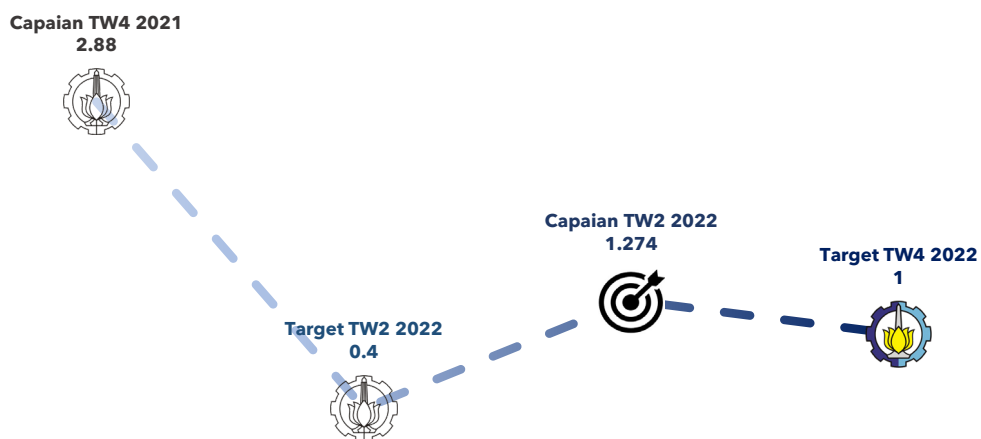 Capaian TW4 2021
2.88
Target TW2 2022
0.4
Capaian TW2 2022
1.274
Target TW4 2022
1